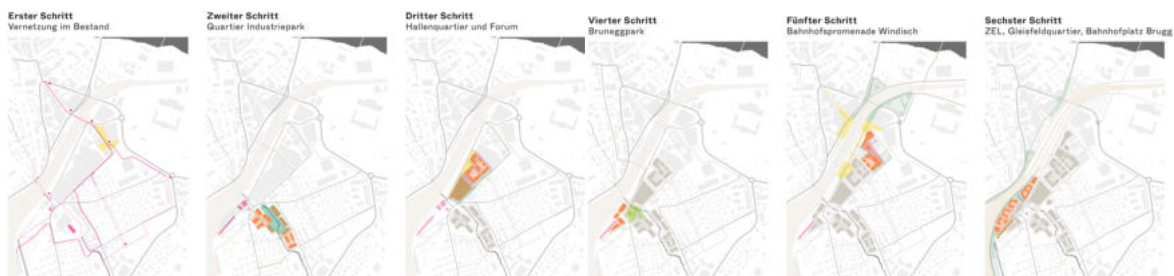 Erster Schritt
Vernetzung im Bestand
Zweiter Schritt
Quartier Industriepark
Dritter Schritt
Hallenquartier und Forum
Vierter Schritt
Bruneggpark
Fünfter Schritt
Bahnhofspromenade Windisch
Sechster Schritt
ZEL, Gleisfeldquartier, Bahnhofplatz Brugg